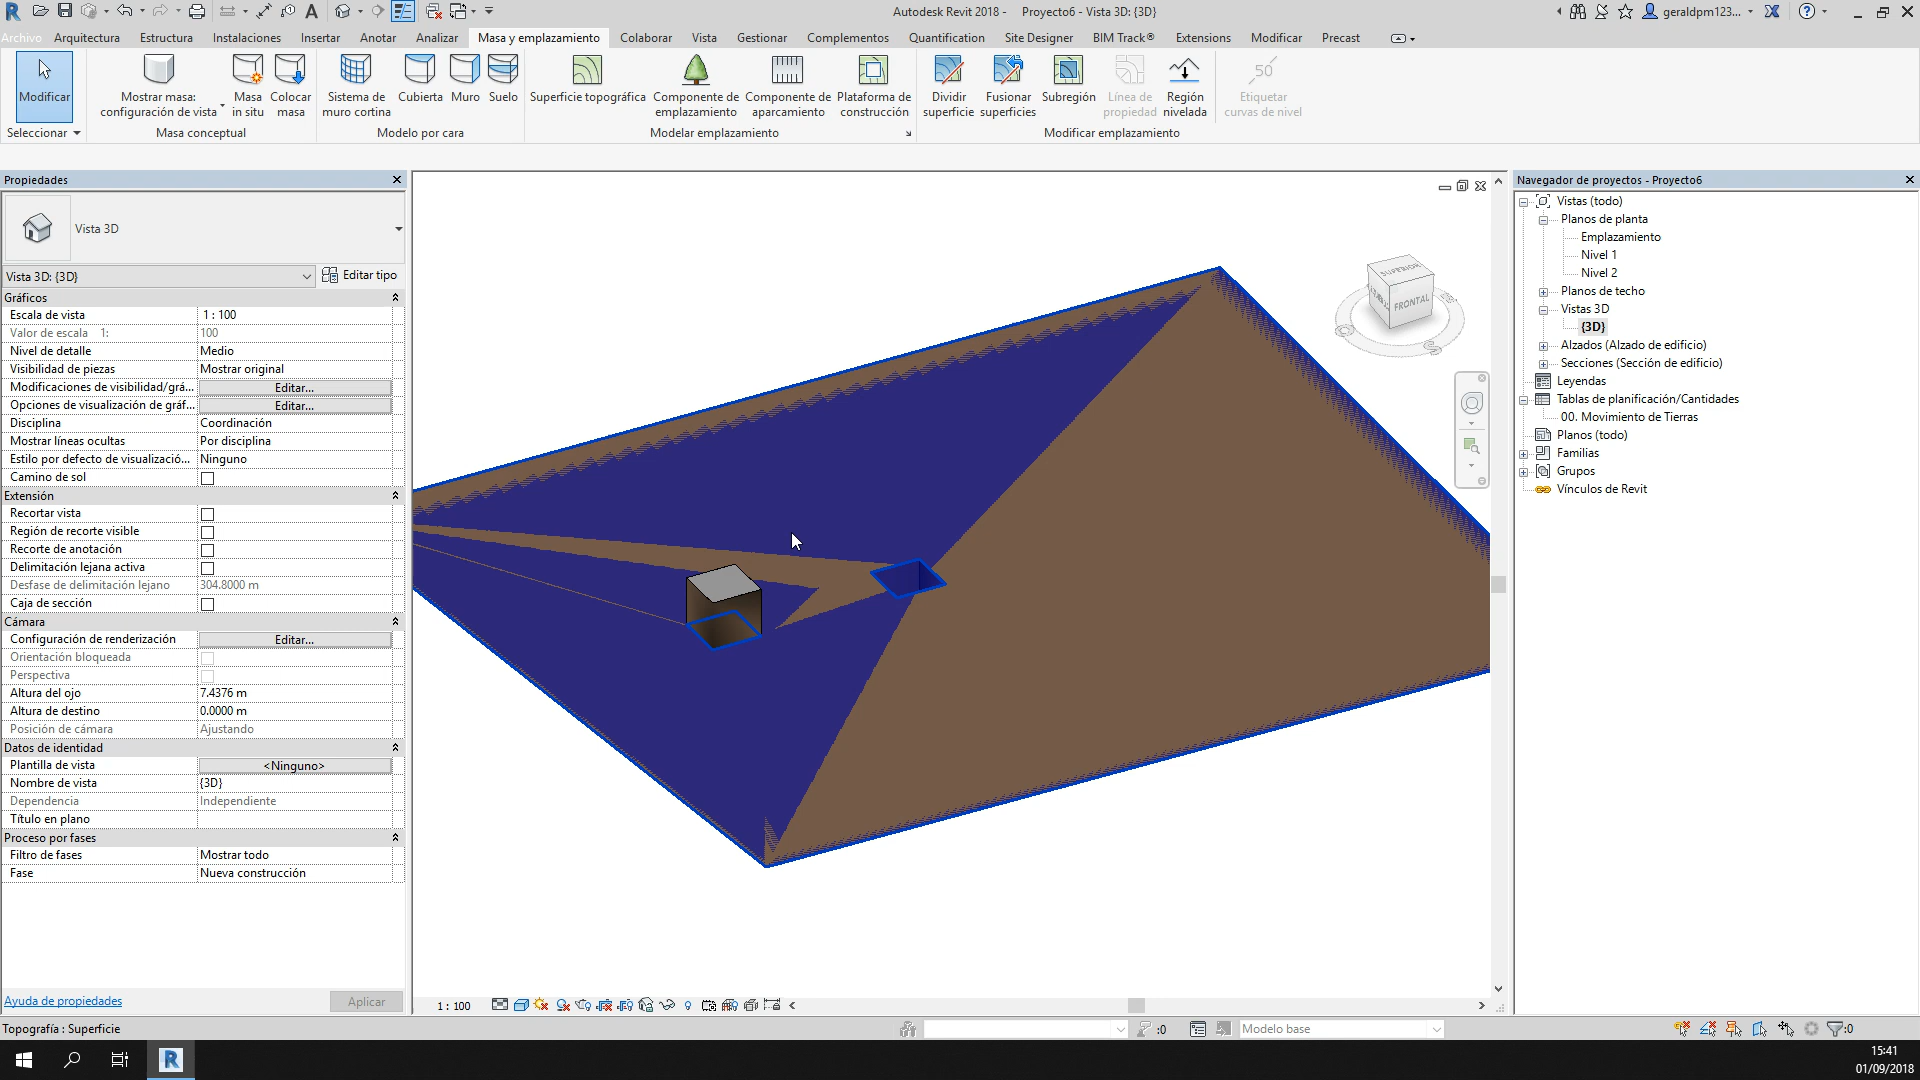 Autodesk Revit 2018 - Proyecto6 - Vista 3D: {3D}
geraldpm123...
Archivo Arquitectura Estructura Instalaciones Insertar Anotar Analizar Masa y emplazamiento Colaborar Vista Gestionar Complementos Quantification Site Designer BIM Track® Extensions Modificar Precast
Modificar
Mostrar masa: configuración de vista
Masa in situ
Colocar masa
Sistema de muro cortina
Cubierta
Muro
Suelo
Superficie topográfica
Componente de emplazamiento
Componente de aparcamiento
Plataforma de construcción
Dividir superficie
Fusionar superficies
Subregión
Línea de propiedad
Región nivelada
50
Etiquetar curvas de nivel
Seleccionar
Masa conceptual
Modelo por cara
Modelar emplazamiento
Modificar emplazamiento
Propiedades
Vista 3D
Vista 3D: {3D}
Editar tipo
Gráficos
Escala de vista 1 : 100
Valor de escala 1: 100
Nivel de detalle Medio
Visibilidad de piezas Mostrar original
Modificaciones de visibilidad/grá... Editar...
Opciones de visualización de gráf... Editar...
Disciplina Coordinación
Mostrar líneas ocultas Por disciplina
Estilo por defecto de visualizació... Ninguno
Camino de sol
Extensión
Recortar vista
Región de recorte visible
Recorte de anotación
Delimitación lejana activa
Desfase de delimitación lejano 304.8000 m
Caja de sección
Cámara
Configuración de renderización Editar...
Orientación bloqueada
Perspectiva
Altura del ojo 7.4376 m
Altura de destino 0.0000 m
Posición de cámara Ajustando
Datos de identidad
Plantilla de vista <Ninguno>
Nombre de vista {3D}
Dependencia Independiente
Título en plano
Proceso por fases
Filtro de fases Mostrar todo
Fase Nueva construcción
Ayuda de propiedades
Aplicar
SUPERIOR
FRONTAL
S
1 : 100
Navegador de proyectos - Proyecto6
Vistas (todo)
Planos de planta
Emplazamiento
Nivel 1
Nivel 2
Planos de techo
Vistas 3D
{3D}
Alzados (Alzado de edificio)
Secciones (Sección de edificio)
Leyendas
Tablas de planificación/Cantidades
00. Movimiento de Tierras
Planos (todo)
Familias
Grupos
Vínculos de Revit
Topografía : Superficie
:0
Modelo base
:0
15:41
01/09/2018